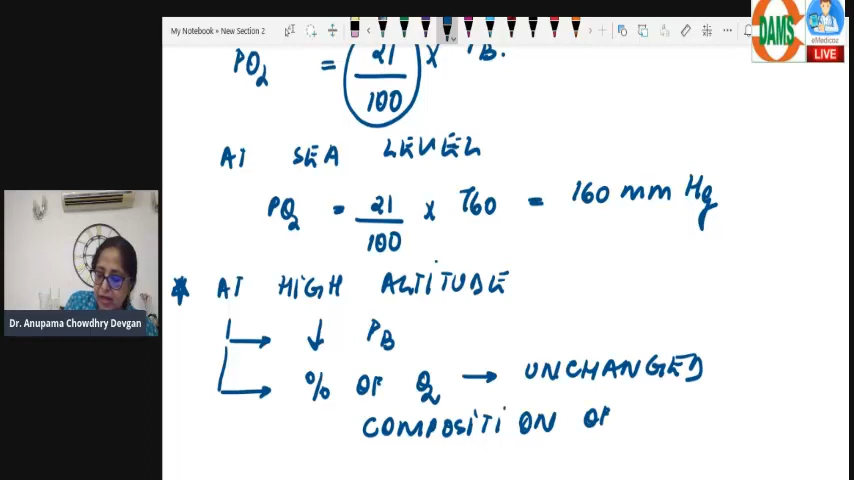 My Notebook » New Section 2
DAMS
eMedicoz
LIVE
PO2 = 21/100 × PB.
AT SEA LEVEL
PO2 = 21/100 × 760 = 160 mm Hg
* AT HIGH ALTITUDE
→ ↓ PB
→ % OF O2 → UNCHANGED
COMPOSITION OF
Dr. Anupama Chowdhry Devgan